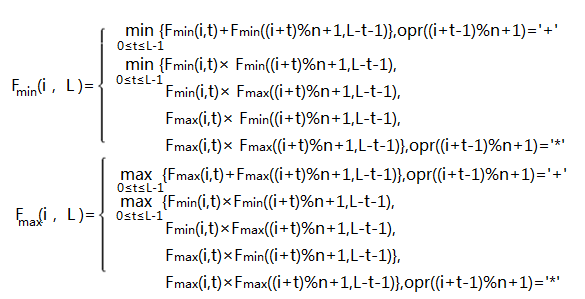 min {Fmin(i,t)+Fmin((i+t)%n+1,L-t-1)},opr((i+t-1)%n+1)='+'
0≤t≤L-1
Fmin(i , L)= min {Fmin(i,t)× Fmin((i+t)%n+1,L-t-1),
0≤t≤L-1
Fmin(i,t)× Fmax((i+t)%n+1,L-t-1),
Fmax(i,t)× Fmin((i+t)%n+1,L-t-1),
Fmax(i,t)× Fmax((i+t)%n+1,L-t-1)},opr((i+t-1)%n+1)='*'
max {Fmax(i,t)+Fmax((i+t)%n+1,L-t-1)},opr((i+t-1)%n+1)='+'
0≤t≤L-1
Fmax(i , L)= max {Fmin(i,t)×Fmin((i+t)%n+1,L-t-1),
0≤t≤L-1
Fmin(i,t)×Fmax((i+t)%n+1,L-t-1),
Fmax(i,t)×Fmin((i+t)%n+1,L-t-1)},
Fmax(i,t)×Fmax((i+t)%n+1,L-t-1)},opr((i+t-1)%n+1)='*'